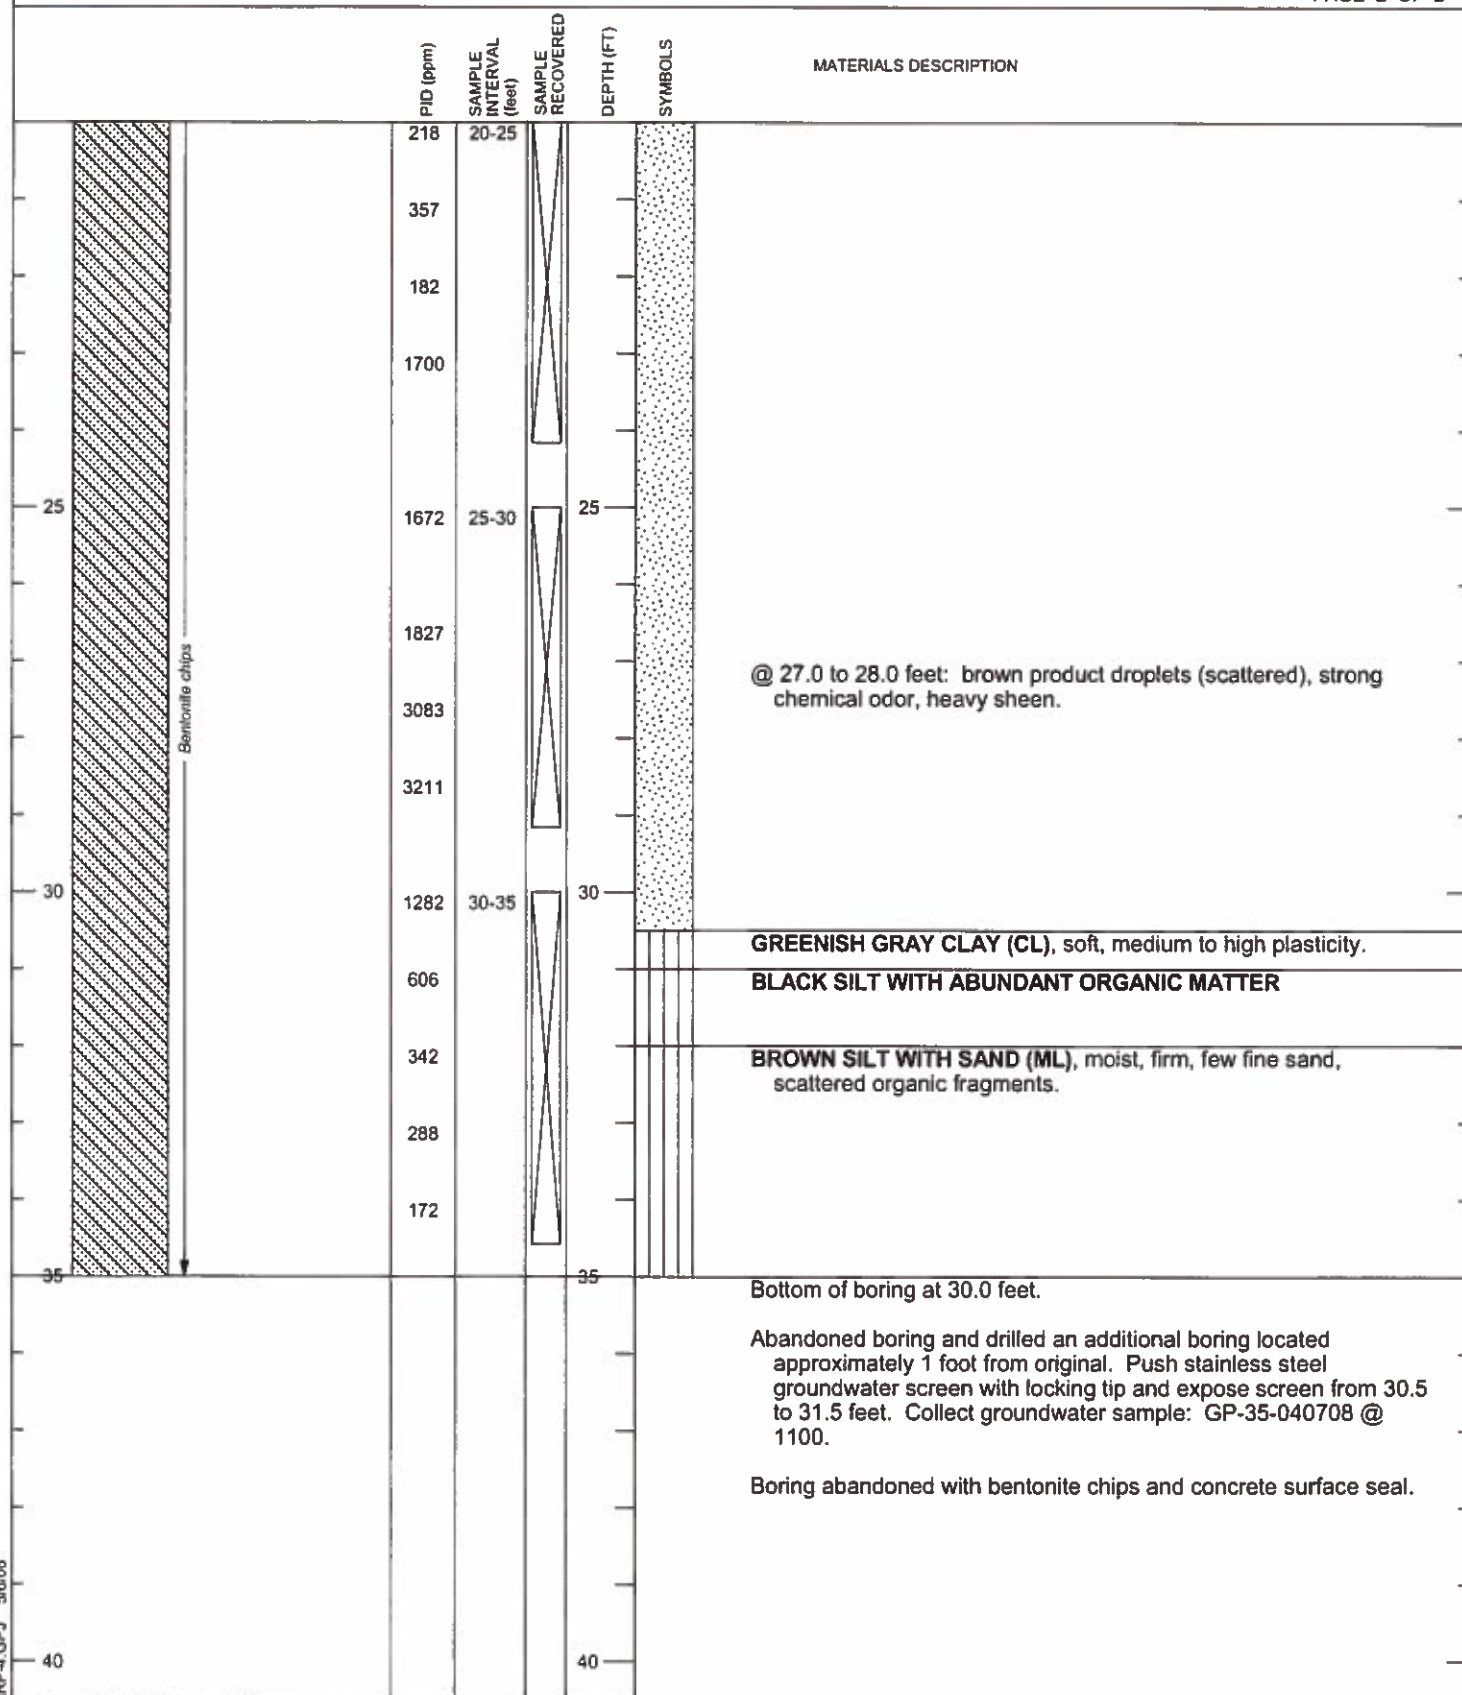 PID (ppm)
SAMPLE
INTERVAL
(feet)
SAMPLE
RECOVERED
DEPTH (FT)
SYMBOLS
MATERIALS DESCRIPTION
218 20-25
357
182
1700
25 1672 25-30 25
1827
Bentonite chips
@ 27.0 to 28.0 feet: brown product droplets (scattered), strong
chemical odor, heavy sheen.
3083
3211
30 1282 30-35 30
GREENISH GRAY CLAY (CL), soft, medium to high plasticity.
606
BLACK SILT WITH ABUNDANT ORGANIC MATTER
342
BROWN SILT WITH SAND (ML), moist, firm, few fine sand,
scattered organic fragments.
288
172
35 35
Bottom of boring at 30.0 feet.
Abandoned boring and drilled an additional boring located
approximately 1 foot from original. Push stainless steel
groundwater screen with locking tip and expose screen from 30.5
to 31.5 feet. Collect groundwater sample: GP-35-040708 @
1100.
Boring abandoned with bentonite chips and concrete surface seal.
40 40